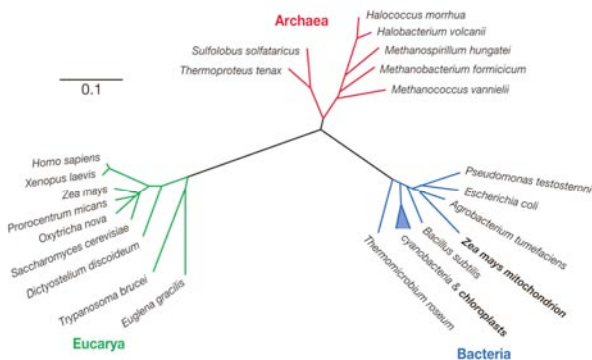 Archaea
Halococcus morrhua
Halobacterium volcanii
Methanospirillum hungatei
Methanobacterium formicicum
Methanococcus vannielii
Sulfolobus solfataricus
Thermoproteus tenax
0.1
Homo sapiens
Xenopus laevis
Zea mays
Prorocentrum micans
Oxytricha nova
Saccharomyces cerevisiae
Dictyostelium discoideum
Trypanosoma brucei
Euglena gracilis
Eucarya
Pseudomonas testosteroni
Escherichia coli
Agrobacterium tumefaciens
Zea mays mitochondrion
Bacillus subtilis
cyanobacteria & chloroplasts
Thermomicrobium roseum
Bacteria